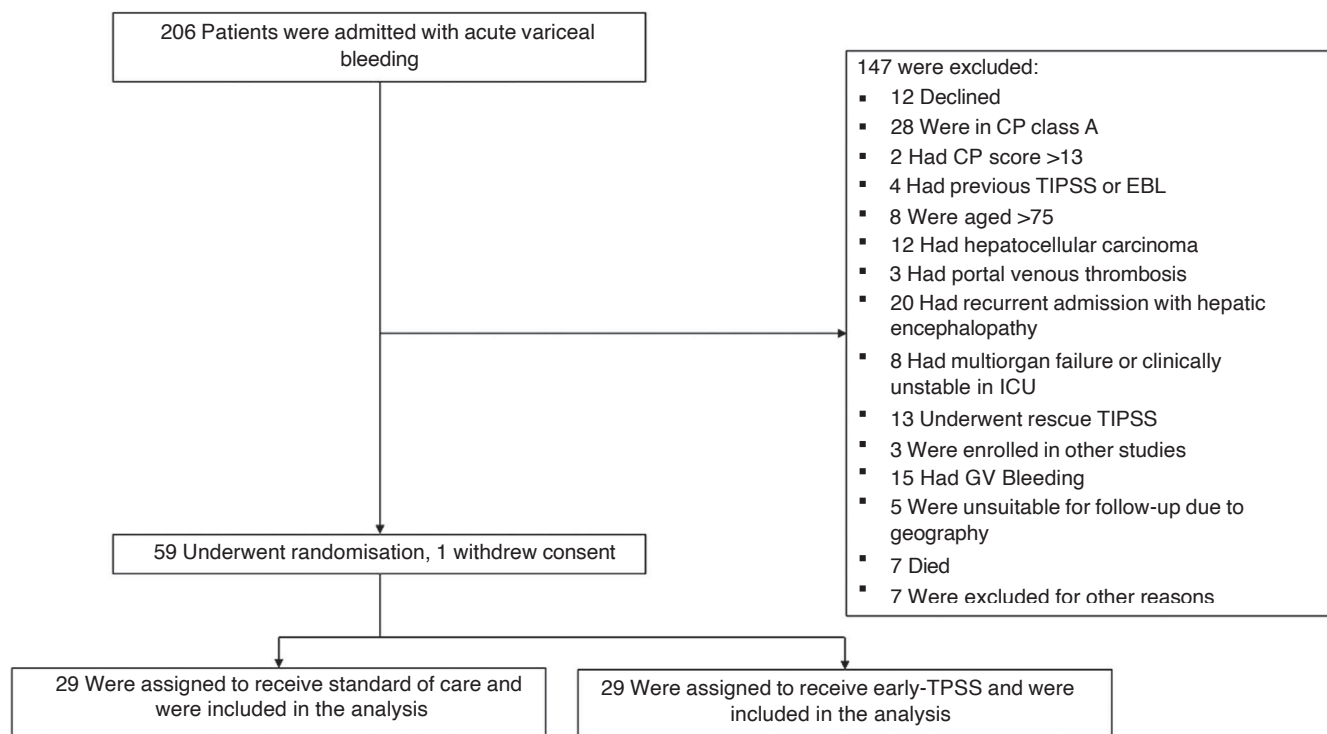 206 Patients were admitted with acute variceal
bleeding
147 were excluded:
▪ 12 Declined
▪ 28 Were in CP class A
▪ 2 Had CP score >13
▪ 4 Had previous TIPSS or EBL
▪ 8 Were aged >75
▪ 12 Had hepatocellular carcinoma
▪ 3 Had portal venous thrombosis
▪ 20 Had recurrent admission with hepatic
encephalopathy
▪ 8 Had multiorgan failure or clinically
unstable in ICU
▪ 13 Underwent rescue TIPSS
▪ 3 Were enrolled in other studies
▪ 15 Had GV Bleeding
▪ 5 Were unsuitable for follow-up due to
geography
▪ 7 Died
▪ 7 Were excluded for other reasons
59 Underwent randomisation, 1 withdrew consent
29 Were assigned to receive standard of care and
were included in the analysis
29 Were assigned to receive early-TPSS and were
included in the analysis